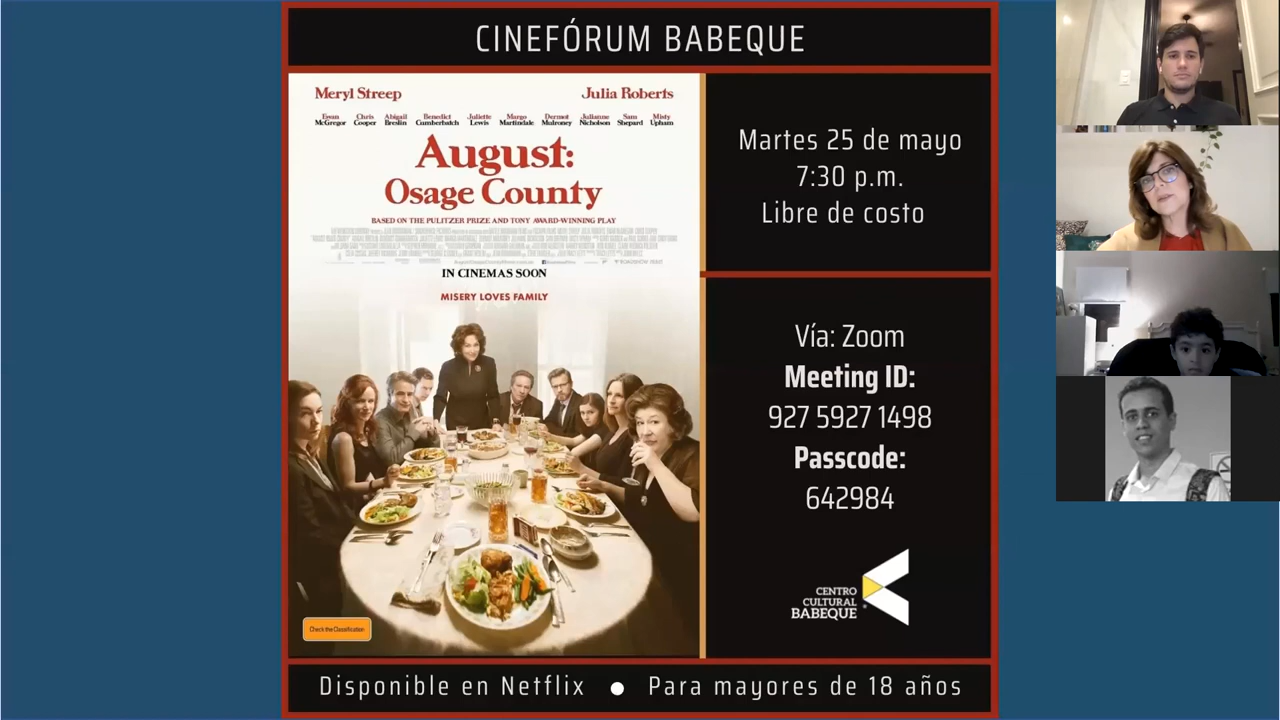 CINEFÓRUM BABEQUE
Meryl Streep
Julia Roberts
Ewan McGregor
Chris Cooper
Abigail Breslin
Benedict Cumberbatch
Juliette Lewis
Margo Martindale
Dermot Mulroney
Julianne Nicholson
Sam Shepard
Misty Upham
August:
Osage County
BASED ON THE PULITZER PRIZE AND TONY AWARD-WINNING PLAY
IN CINEMAS SOON
MISERY LOVES FAMILY
Check the Classification
Martes 25 de mayo
7:30 p.m.
Libre de costo
Vía: Zoom
Meeting ID:
927 5927 1498
Passcode:
642984
CENTRO
CULTURAL
BABEQUE
Disponible en Netflix ● Para mayores de 18 años